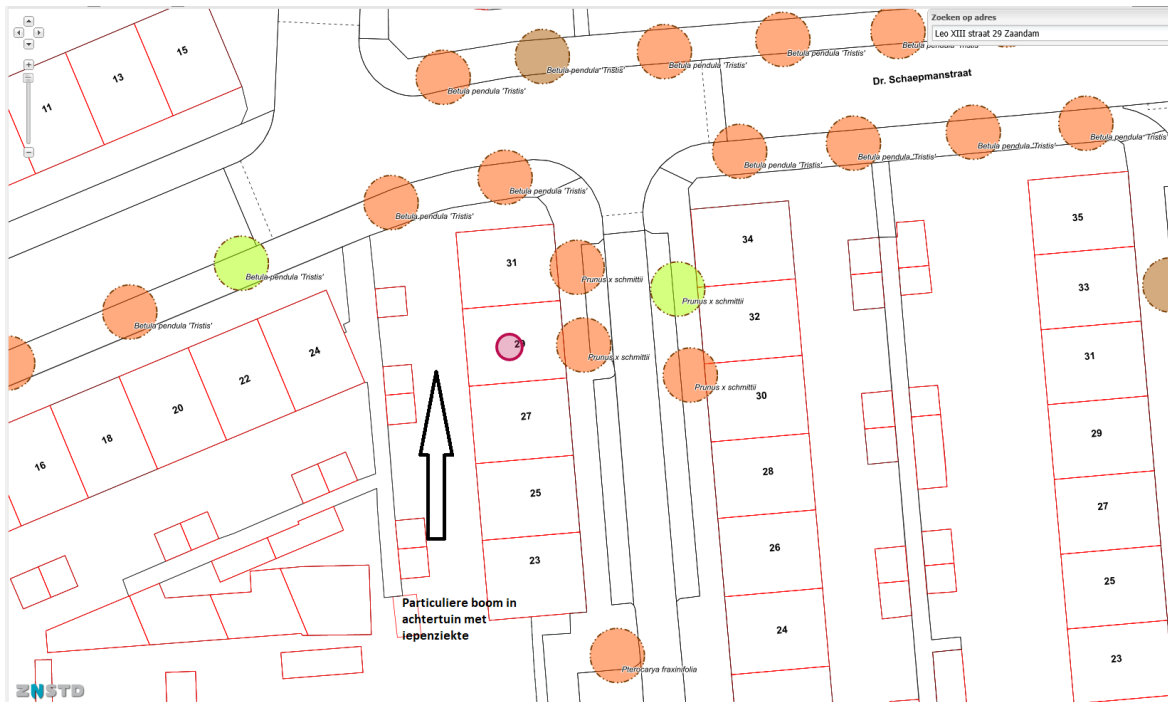 Zoeken op adres
Leo XIII straat 29 Zaandam
Betula pendula 'Tristis'
Betula pendula 'Tristis'
Betula pendula 'Tristis'
Betula pendula 'Tristis'
Betula pendula 'Tristis'
Dr. Schaepmanstraat
15
13
11
Betula pendula 'Tristis'
Betula pendula 'Tristis'
Betula pendula 'Tristis'
Betula pendula 'Tristis'
Betula pendula 'Tristis'
Betula pendula 'Tristis'
Betula pendula 'Tristis'
Betula pendula 'Tristis'
31
34
35
Prunus x schmittii
Prunus x schmittii
33
32
29
Prunus x schmittii
Prunus x schmittii
24
22
20
18
16
31
30
27
29
28
25
27
26
23
25
24
23
Particuliere boom in
achtertuin met
iepenziekte
Pterocarya fraxinifolia
ZNSTD